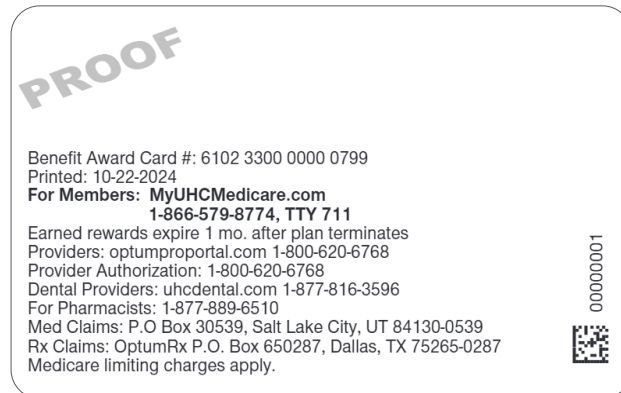 PROOF
Benefit Award Card #: 6102 3300 0000 0799
Printed: 10-22-2024
For Members: MyUHCMedicare.com
1-866-579-8774, TTY 711
Earned rewards expire 1 mo. after plan terminates
Providers: optumproportal.com 1-800-620-6768
Provider Authorization: 1-800-620-6768
Dental Providers: uhcdental.com 1-877-816-3596
For Pharmacists: 1-877-889-6510
Med Claims: P.O Box 30539, Salt Lake City, UT 84130-0539
Rx Claims: OptumRx P.O. Box 650287, Dallas, TX 75265-0287
Medicare limiting charges apply.
00000001